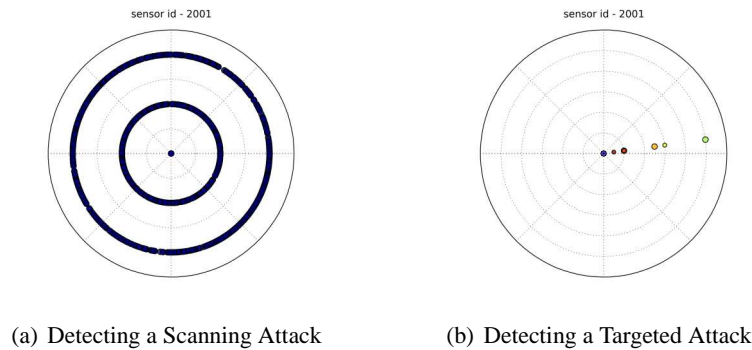 sensor id - 2001
sensor id - 2001
(a) Detecting a Scanning Attack
(b) Detecting a Targeted Attack